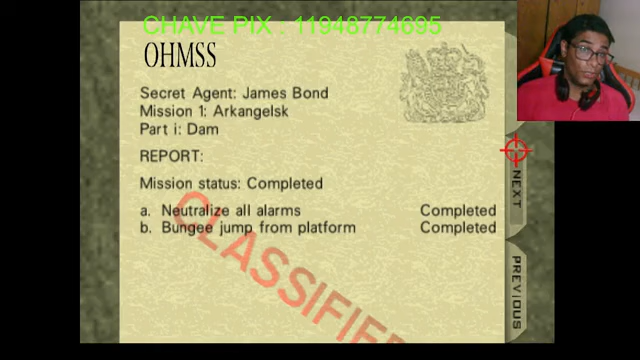 CHAVE PIX : 11948774695
OHMSS
Secret Agent: James Bond
Mission 1: Arkangelsk
Part i: Dam
REPORT:
Mission status: Completed
a. Neutralize all alarms Completed
b. Bungee jump from platform Completed
CLASSIFIED
NEXT
PREVIOUS